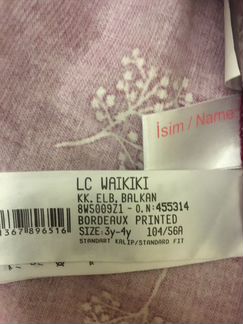 İsim / Name:
LC WAIKIKI
KK. ELB, BALKAN
8WS009Z1 - O.N:455314
BORDEAUX PRINTED
SIZE:3y-4y 104/56A
STANDART KALIP/STANDARD FIT
1367896516